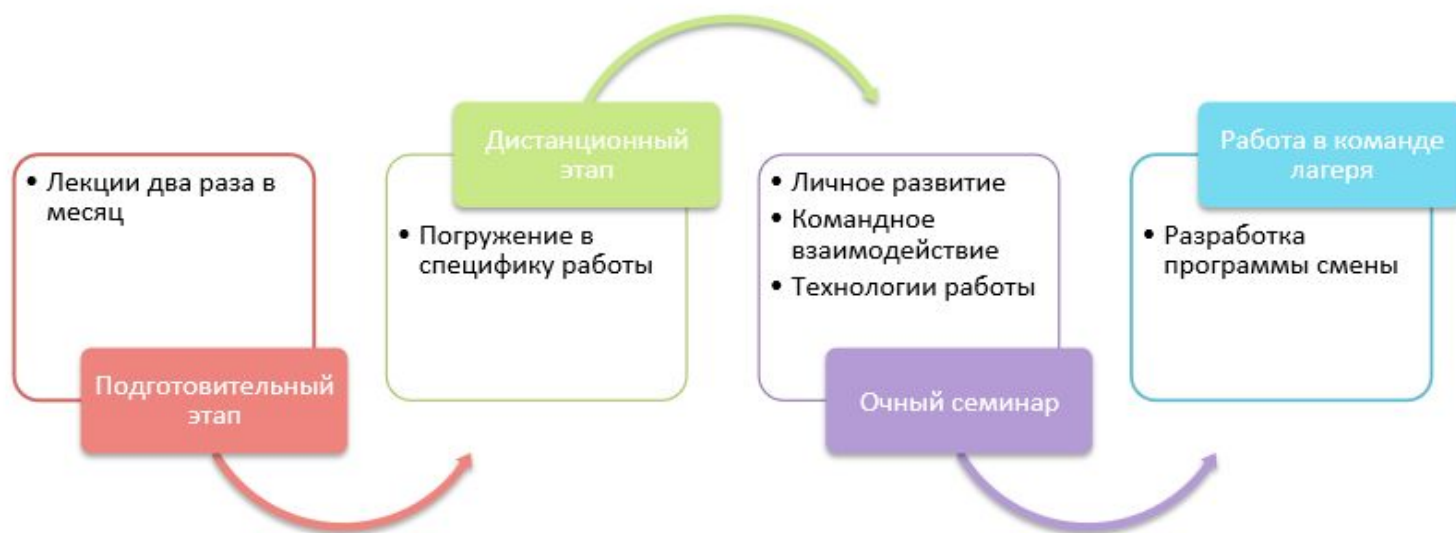 • Лекции два раза в
месяц
Подготовительный
этап
Дистанционный
этап
• Погружение в
специфику работы
• Личное развитие
• Командное
взаимодействие
• Технологии работы
Очный семинар
Работа в команде
лагеря
• Разработка
программы смены